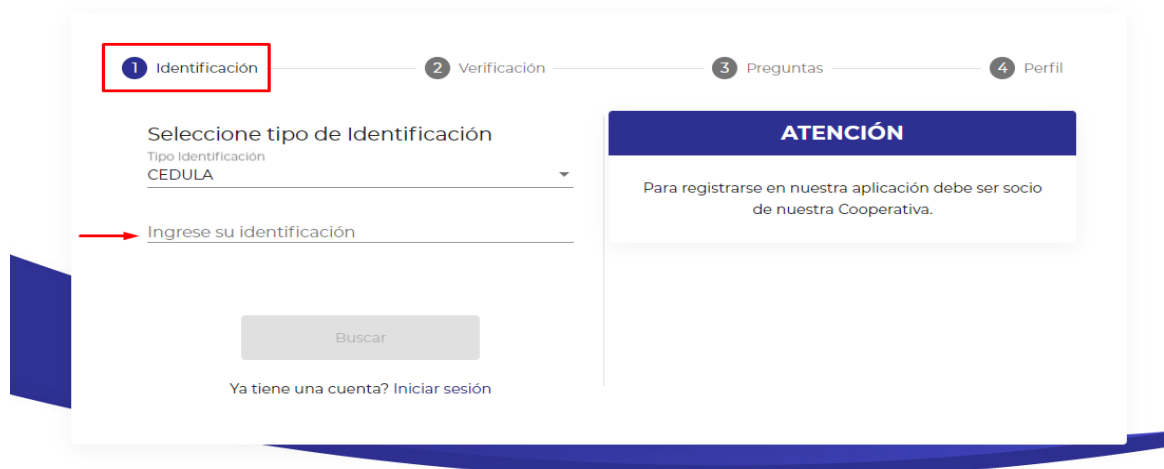 1 Identificación
2 Verificación
3 Preguntas
4 Perfil
Seleccione tipo de Identificación
Tipo Identificación
CEDULA
Ingrese su identificación
Buscar
Ya tiene una cuenta? Iniciar sesión
ATENCIÓN
Para registrarse en nuestra aplicación debe ser socio
de nuestra Cooperativa.